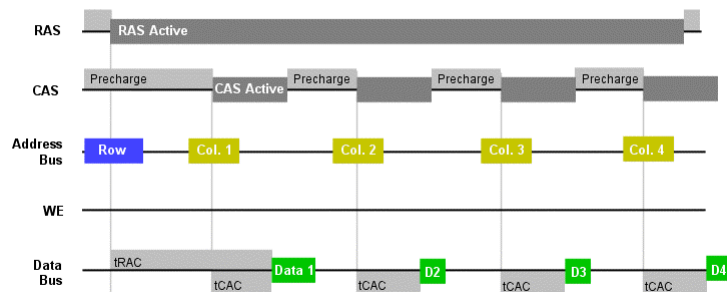 RAS RAS Active
CAS Precharge CAS Active Precharge Precharge Precharge
Address Bus Row Col. 1 Col. 2 Col. 3 Col. 4
WE
Data Bus tRAC Data 1 D2 D3 D4
tCAC tCAC tCAC tCAC